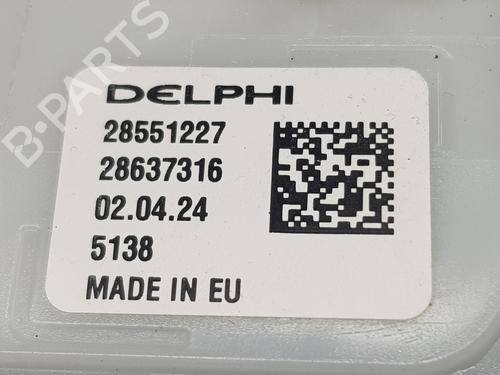 B-PARTS
DELPHI
28551227
28637316
02.04.24
5138
MADE IN EU